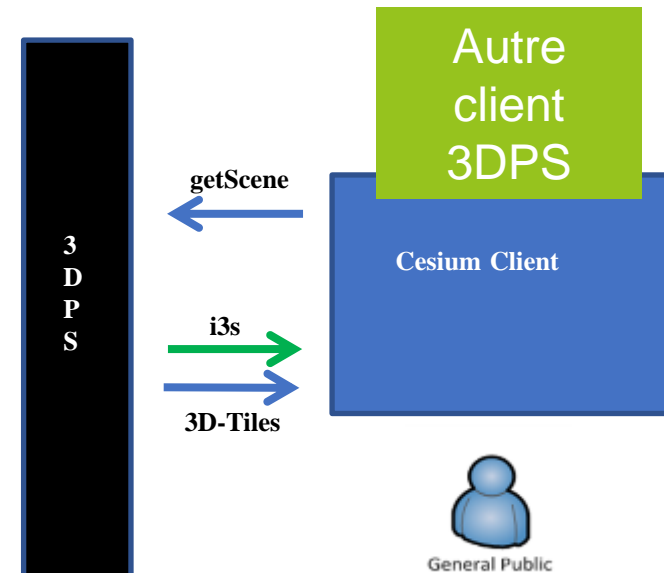 Autre
client
3DPS
getScene
Cesium Client
3
D
P
S
i3s
3D-Tiles
General Public